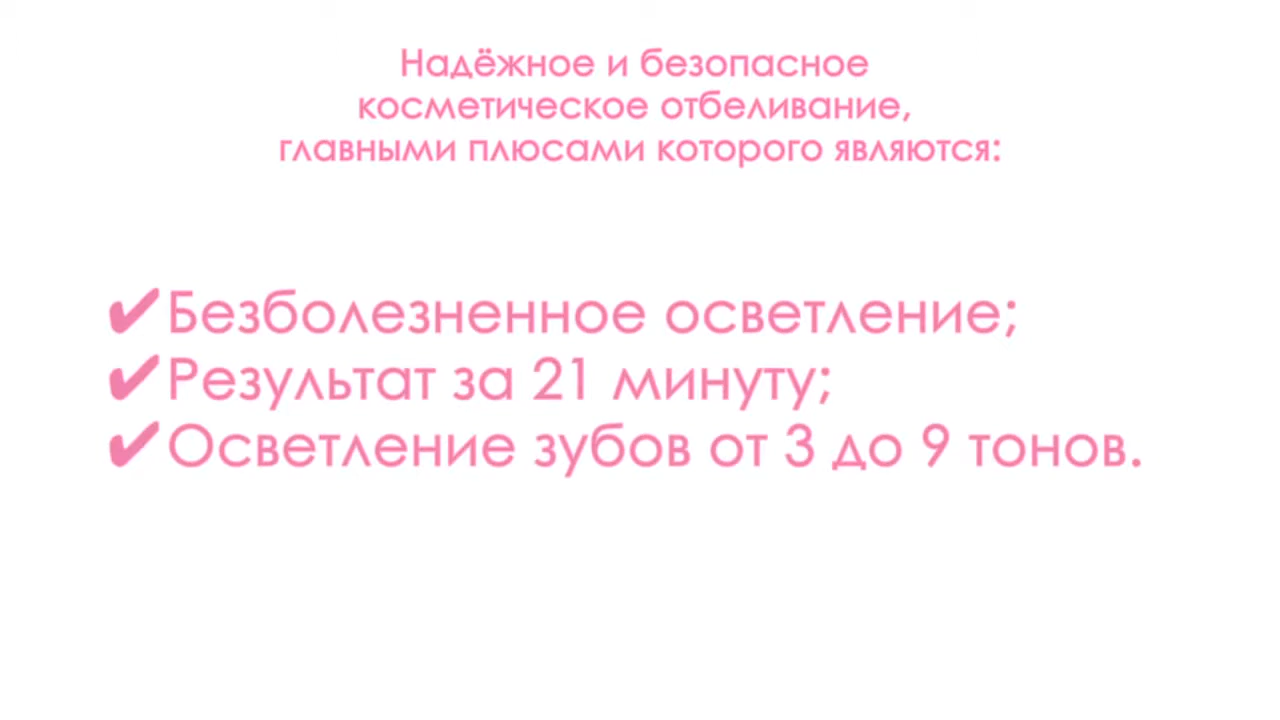 Надёжное и безопасное
косметическое отбеливание,
главными плюсами которого являются:
✔Безболезненное осветление;
✔Результат за 21 минуту;
✔Осветление зубов от 3 до 9 тонов.